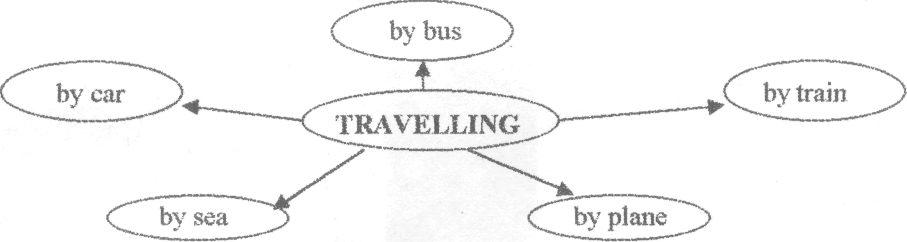 by bus
by car
by train
TRAVELLING
by sea
by plane